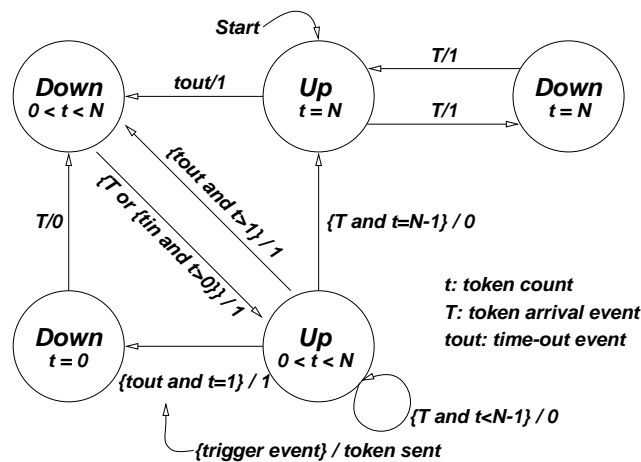 Start
Down
0 < t < N
tout/1
Up
t = N
T/1
T/1
Down
t = N
{tout and t>1} / 1
{T or {tin and t>0}} / 1
T/0
{T and t=N-1} / 0
t: token count
T: token arrival event
tout: time-out event
Down
t = 0
Up
0 < t < N
{tout and t=1} / 1
{T and t<N-1} / 0
{trigger event} / token sent